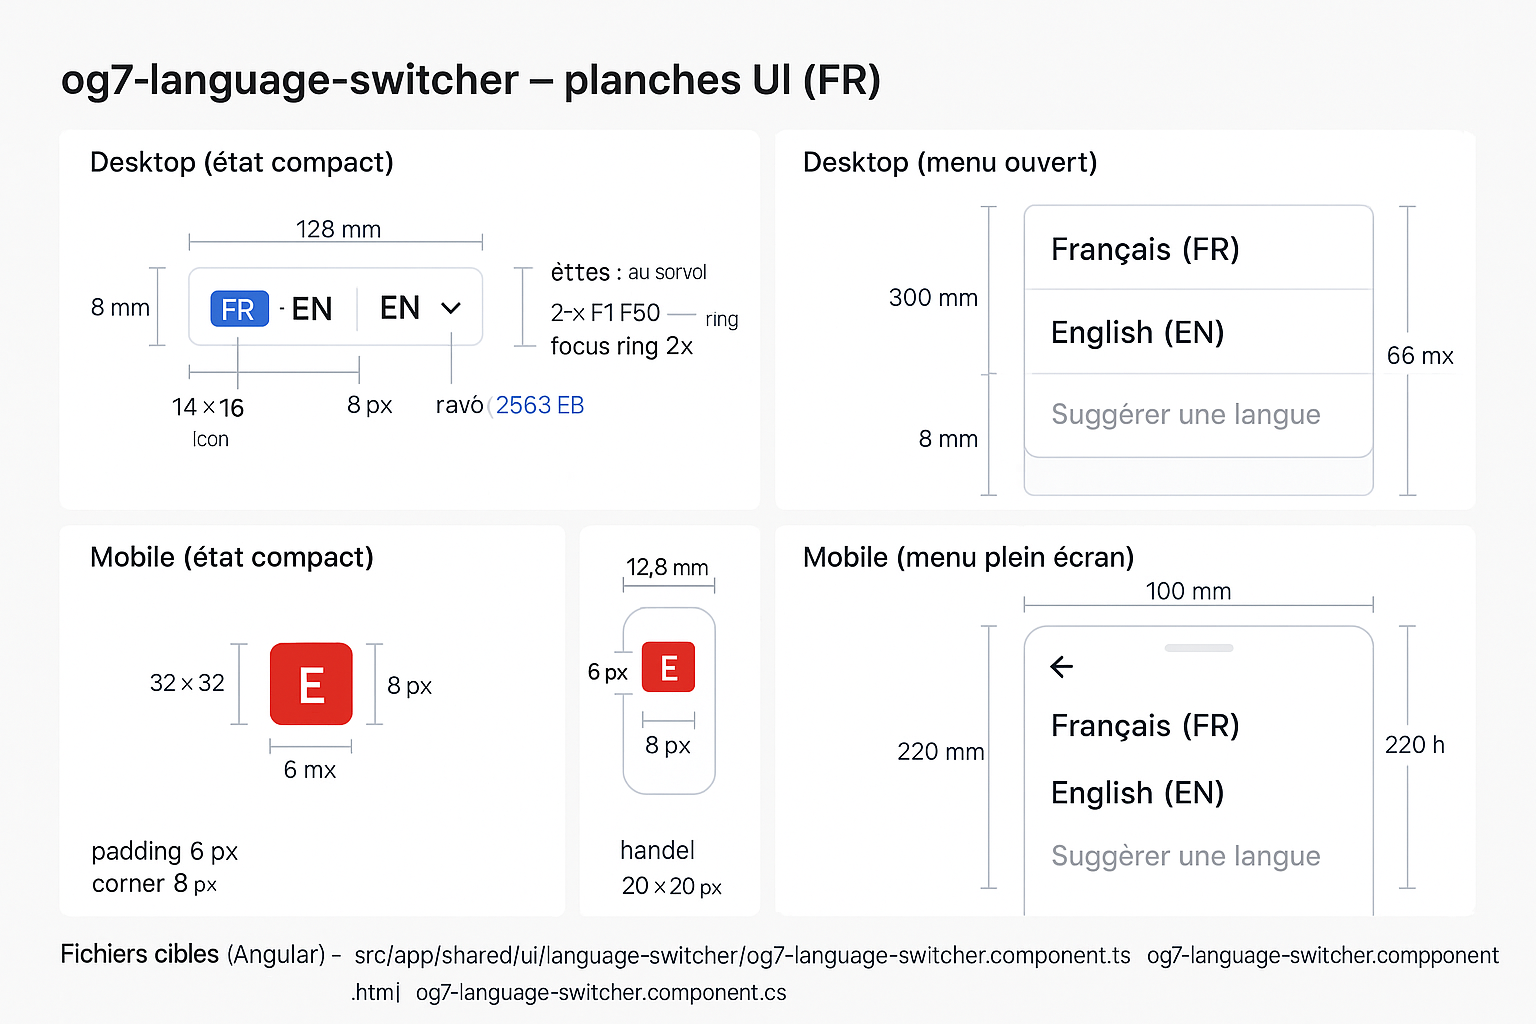 og7-language-switcher – planches UI (FR)
Desktop (état compact)
128 mm
8 mm
FR - EN
EN
èttes : au sorvol
2-x F1 F50
ring
focus ring 2x
14 × 16
Icon
8 px
ravó (2563 EB
Desktop (menu ouvert)
300 mm
8 mm
Français (FR)
English (EN)
Suggérer une langue
66 mx
Mobile (état compact)
32 × 32
E
8 px
6 mx
padding 6 px
corner 8 px
12,8 mm
6 px
E
8 px
handel
20 × 20 px
Mobile (menu plein écran)
100 mm
220 mm
Français (FR)
English (EN)
Suggèrer une langue
220 h
Fichiers cibles (Angular) – src/app/shared/ui/language-switcher/og7-language-switcher.component.ts og7-language-switcher.compponent
.html og7-language-switcher.component.cs